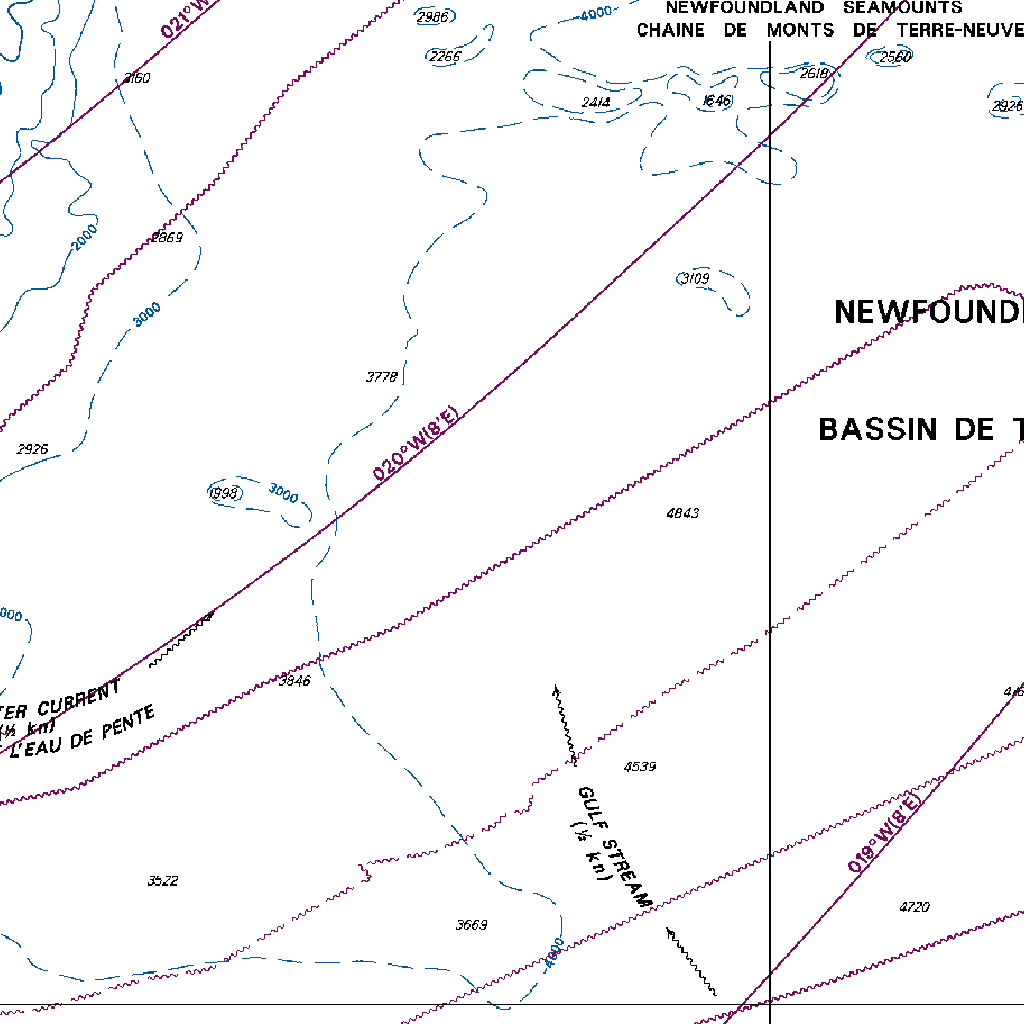 NEWFOUNDLAND SEAMOUNTS
CHAINE DE MONTS DE TERRE-NEUVE
021°W
2986
4000
2266
2560
2618
3160
2414
1646
2926
2869
2000
3109
3000
NEWFOUND
3778
020°W(8'E)
BASSIN DE T
2926
1998
3000
4843
000
3846
TER CURRENT
(½ kn)
L'EAU DE PENTE
416
4539
GULF STREAM
(½ kn)
019°W(8'E)
3522
3669
4720
4000